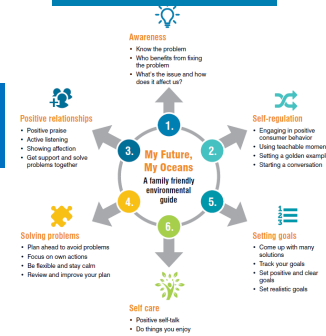 Awareness
• Know the problem
• Who benefits from fixing
the problem
• What's the issue and how
does it affect us?
Positive relationships
• Positive praise
• Active listening
• Showing affection
• Get support and solve
problems together
Self-regulation
• Engaging in positive
consumer behavior
• Using teachable momen
• Setting a golden exampl
• Starting a conversation
1.
2.
3.
4.
5.
6.
My Future,
My Oceans
A family friendly
environmental
guide
Solving problems
• Plan ahead to avoid problems
• Focus on own actions
• Be flexible and stay calm
• Review and improve your plan
1
2
3
Setting goals
• Come up with many
solutions
• Track your goals
• Set positive and clear
goals
• Set realistic goals
Self care
• Positive self-talk
• Do things you enjoy